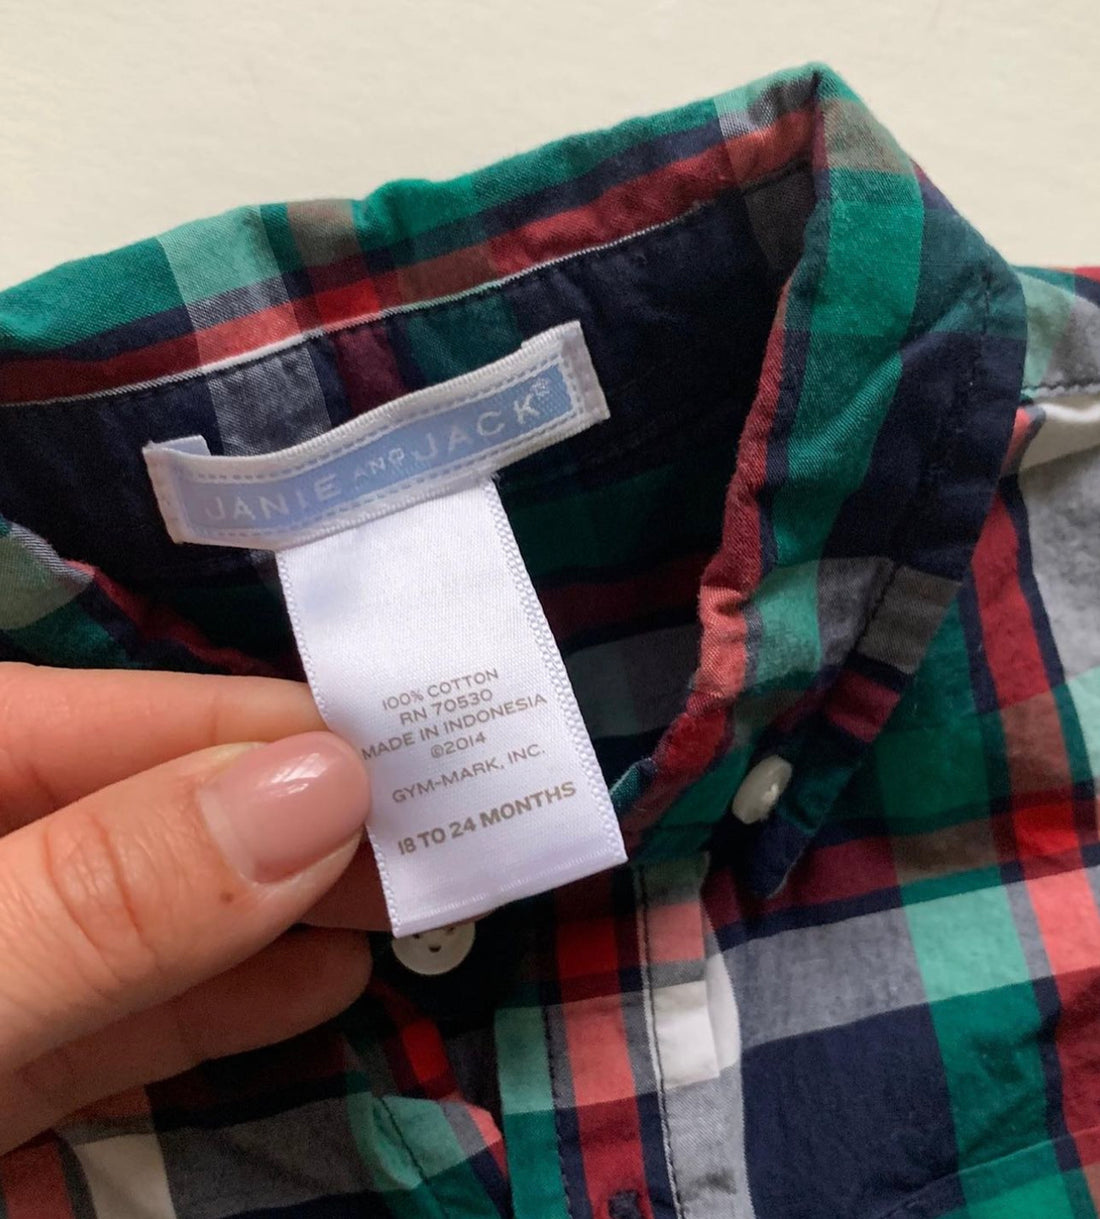 JANIE AND JACK®
100% COTTON
RN 70530
MADE IN INDONESIA
©2014
GYM-MARK, INC.
18 TO 24 MONTHS